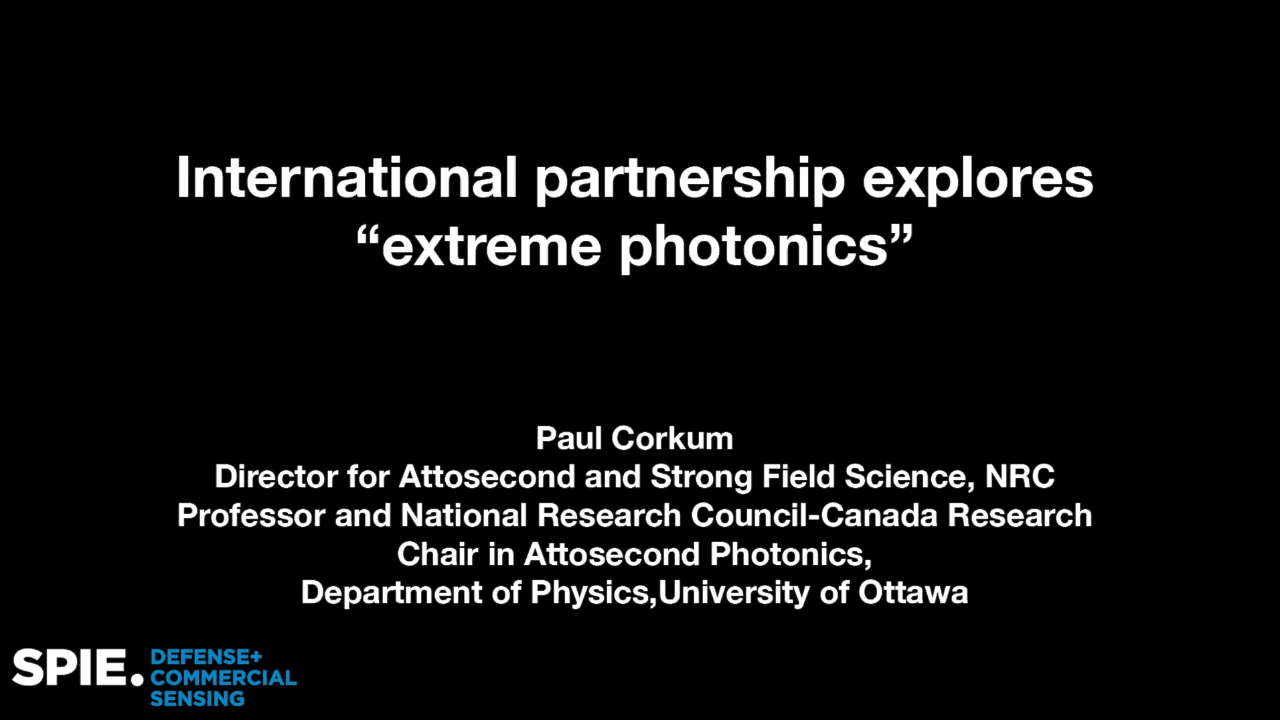 International partnership explores
“extreme photonics”
Paul Corkum
Director for Attosecond and Strong Field Science, NRC
Professor and National Research Council-Canada Research
Chair in Attosecond Photonics,
Department of Physics,University of Ottawa
SPIE. DEFENSE+
COMMERCIAL
SENSING